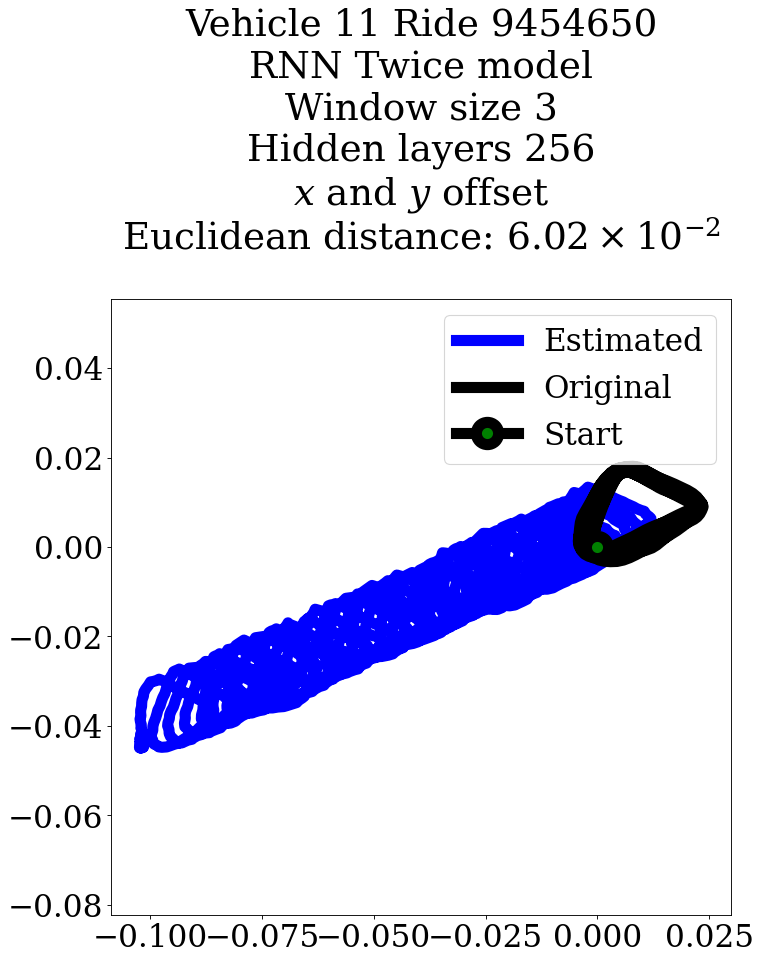 Vehicle 11 Ride 9454650
RNN Twice model
Window size 3
Hidden layers 256
x and y offset
Euclidean distance: 6.02 × 10⁻²
Estimated
Original
Start
0.04
0.02
0.00
−0.02
−0.04
−0.06
−0.08
−0.100 −0.075 −0.050 −0.025 0.000 0.025